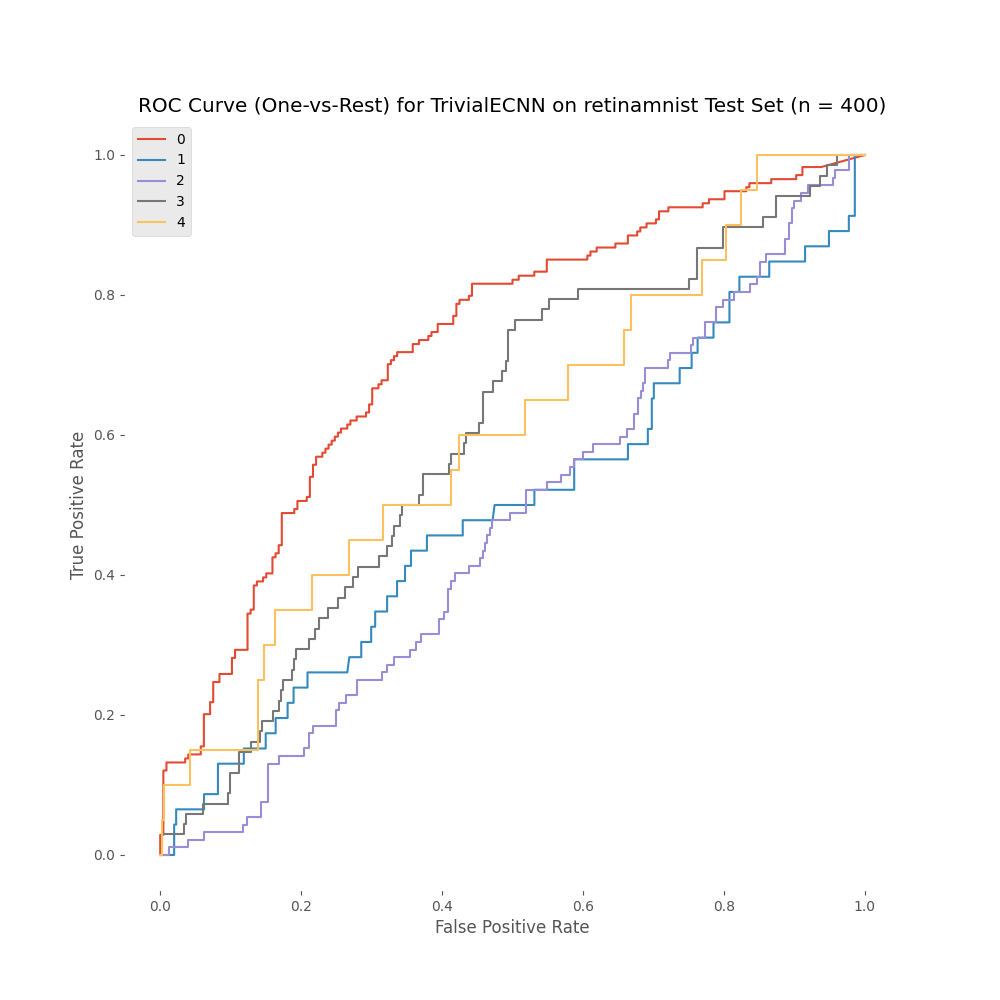 ROC Curve (One-vs-Rest) for TrivialECNN on retinamnist Test Set (n = 400)
0
1
2
3
4
1.0
0.8
0.6
0.4
0.2
0.0
True Positive Rate
0.0 0.2 0.4 0.6 0.8 1.0
False Positive Rate